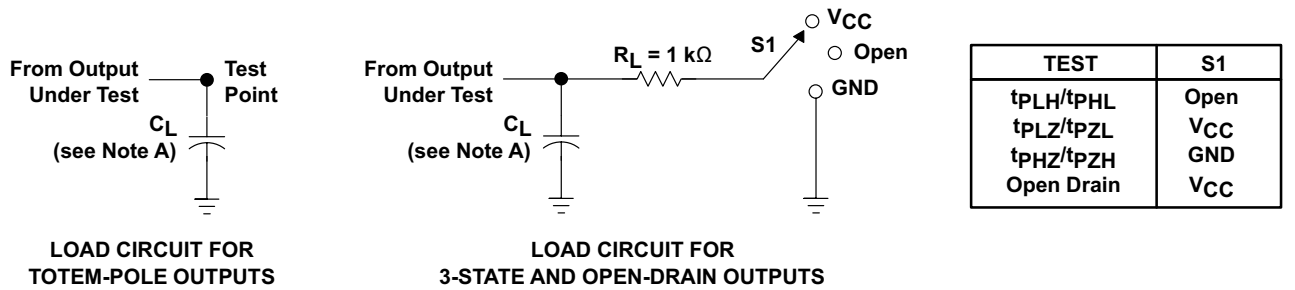 From Output
Under Test
Test
Point
CL
(see Note A)
LOAD CIRCUIT FOR
TOTEM-POLE OUTPUTS
From Output
Under Test
RL = 1 kΩ
S1
VCC
Open
GND
CL
(see Note A)
LOAD CIRCUIT FOR
3-STATE AND OPEN-DRAIN OUTPUTS
TEST S1
tPLH/tPHL Open
tPLZ/tPZL VCC
tPHZ/tPZH GND
Open Drain VCC